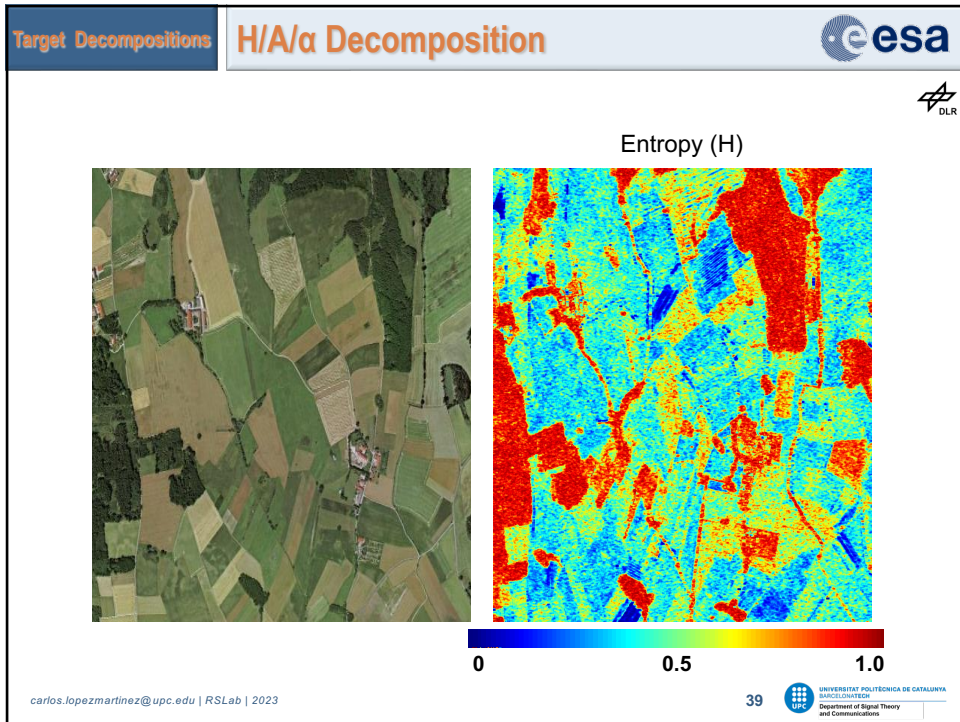 Target Decompositions
H/A/α Decomposition
esa
DLR
Entropy (H)
0
0.5
1.0
carlos.lopezmartinez@upc.edu | RSLab | 2023
39
UPC
UNIVERSITAT POLITÈCNICA DE CATALUNYA
BARCELONATECH
Department of Signal Theory
and Communications